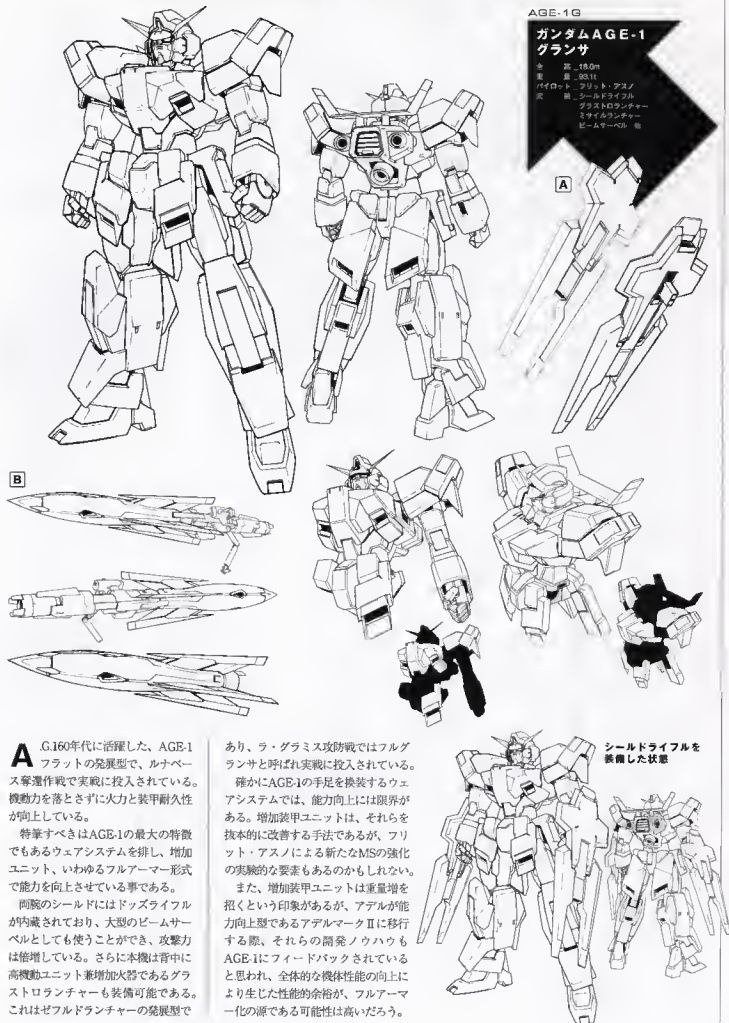 AGE-1G
ガンダムAGE-1
グランサ
全　高_18.0m
重　量_93.1t
パイロット_フリット・アスノ
武　装_シールドライフル
グラストロランチャー
ミサイルランチャー
ビームサーベル 他
A
B
A.G.160年代に活躍した、AGE-1
フラットの発展型で、ルナベー
ス奪還作戦で実戦に投入されている。
機動力を落とさずに火力と装甲耐久性
が向上している。
特筆すべきはAGE-1の最大の特徴
でもあるウェアシステムを排し、増加
ユニット、いわゆるフルアーマー形式
で能力を向上させている事である。
両腕のシールドにはドッズライフル
が内蔵されており、大型のビームサー
ベルとしても使うことができ、攻撃力
は倍増している。さらに本機は背中に
高機動ユニット兼増加火器であるグラ
ストロランチャーも装備可能である。
これはゼフルドランチャーの発展型で
あり、ラ・グラミス攻防戦ではフルグ
ランサと呼ばれ実戦に投入されている。
確かにAGE-1の手足を換装するウェ
アシステムでは、能力向上には限界が
ある。増加装甲ユニットは、それらを
抜本的に改善する手法であるが、フリ
ット・アスノによる新たなMSの強化
の実験的な要素もあるのかもしれない。
また、増加装甲ユニットは重量増を
招くという印象があるが、アデルが能
力向上型であるアデルマークⅡに移行
する際、それらの開発ノウハウも
AGE-1にフィードバックされている
と思われ、全体的な機体性能の向上に
より生じた性能的余裕が、フルアーマ
ー化の源である可能性は高いだろう。
シールドライフルを
装備した状態